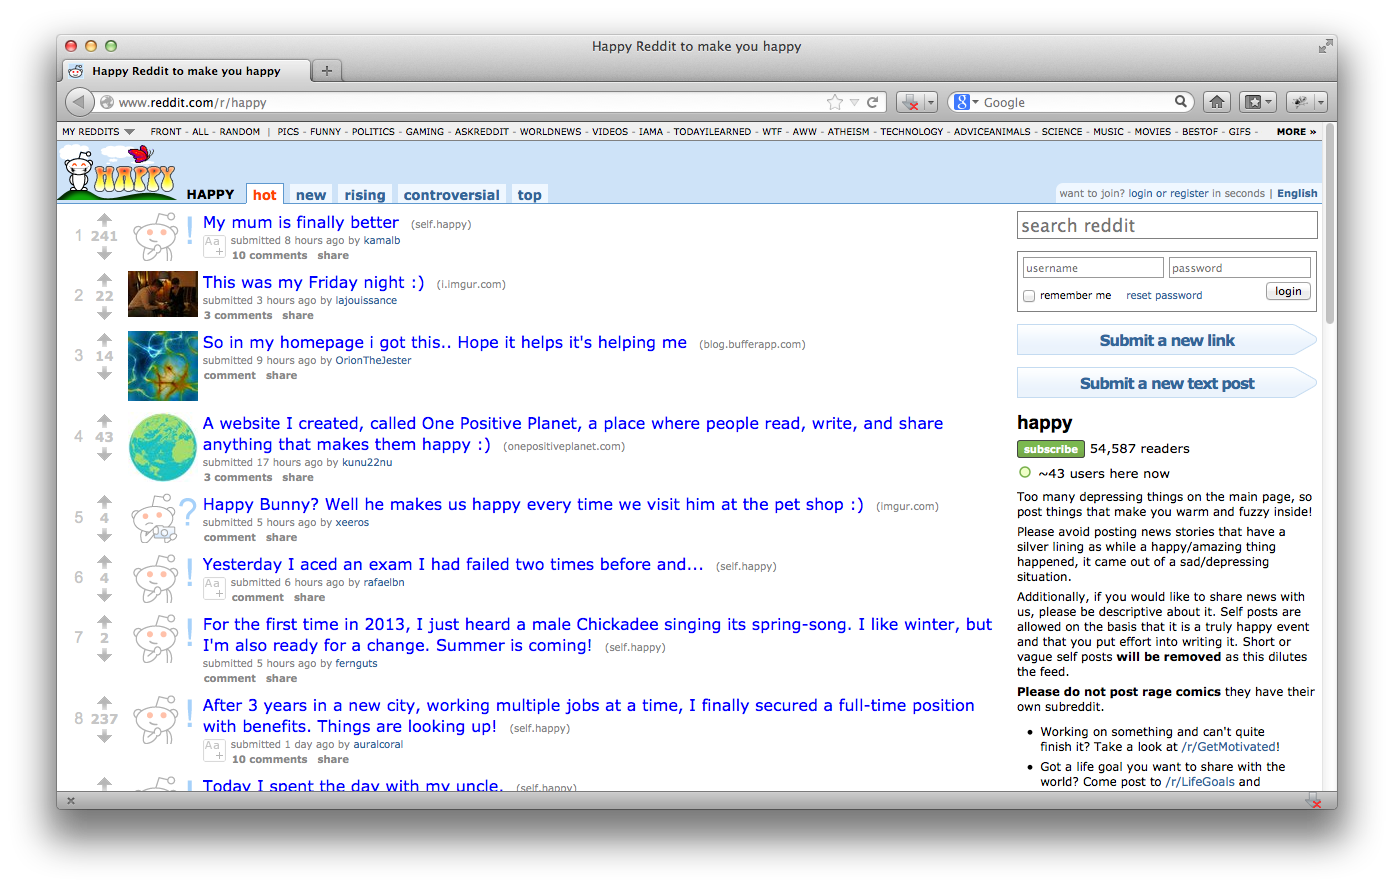 Happy Reddit to make you happy
Happy Reddit to make you happy
www.reddit.com/r/happy
Google
MY REDDITS FRONT - ALL - RANDOM | PICS - FUNNY - POLITICS - GAMING - ASKREDDIT - WORLDNEWS - VIDEOS - IAMA - TODAYILEARNED - WTF - AWW - ATHEISM - TECHNOLOGY - ADVICEANIMALS - SCIENCE - MUSIC - MOVIES - BESTOF - GIFS - MORE »
HAPPY HAPPY hot new rising controversial top
want to join? login or register in seconds | English
1 241 My mum is finally better (self.happy)
Aa+ submitted 8 hours ago by kamalb
10 comments share
2 22 This was my Friday night :) (i.imgur.com)
submitted 3 hours ago by lajouissance
3 comments share
3 14 So in my homepage i got this.. Hope it helps it's helping me (blog.bufferapp.com)
submitted 9 hours ago by OrionTheJester
comment share
4 43 A website I created, called One Positive Planet, a place where people read, write, and share
anything that makes them happy :) (onepositiveplanet.com)
submitted 17 hours ago by kunu22nu
3 comments share
5 4 Happy Bunny? Well he makes us happy every time we visit him at the pet shop :) (imgur.com)
submitted 5 hours ago by xeeros
comment share
6 4 Yesterday I aced an exam I had failed two times before and... (self.happy)
Aa+ submitted 6 hours ago by rafaelbn
comment share
7 2 For the first time in 2013, I just heard a male Chickadee singing its spring-song. I like winter, but
I'm also ready for a change. Summer is coming! (self.happy)
submitted 5 hours ago by fernguts
comment share
8 237 After 3 years in a new city, working multiple jobs at a time, I finally secured a full-time position
with benefits. Things are looking up! (self.happy)
Aa+ submitted 1 day ago by auralcoral
10 comments share
Today I spent the day with my uncle. (self.happy)
search reddit
username password
remember me reset password login
Submit a new link
Submit a new text post
happy
subscribe 54,587 readers
~43 users here now
Too many depressing things on the main page, so
post things that make you warm and fuzzy inside!
Please avoid posting news stories that have a
silver lining as while a happy/amazing thing
happened, it came out of a sad/depressing
situation.
Additionally, if you would like to share news with
us, please be descriptive about it. Self posts are
allowed on the basis that it is a truly happy event
and that you put effort into writing it. Short or
vague self posts will be removed as this dilutes
the feed.
Please do not post rage comics they have their
own subreddit.
• Working on something and can't quite
finish it? Take a look at /r/GetMotivated!
• Got a life goal you want to share with the
world? Come post to /r/LifeGoals and